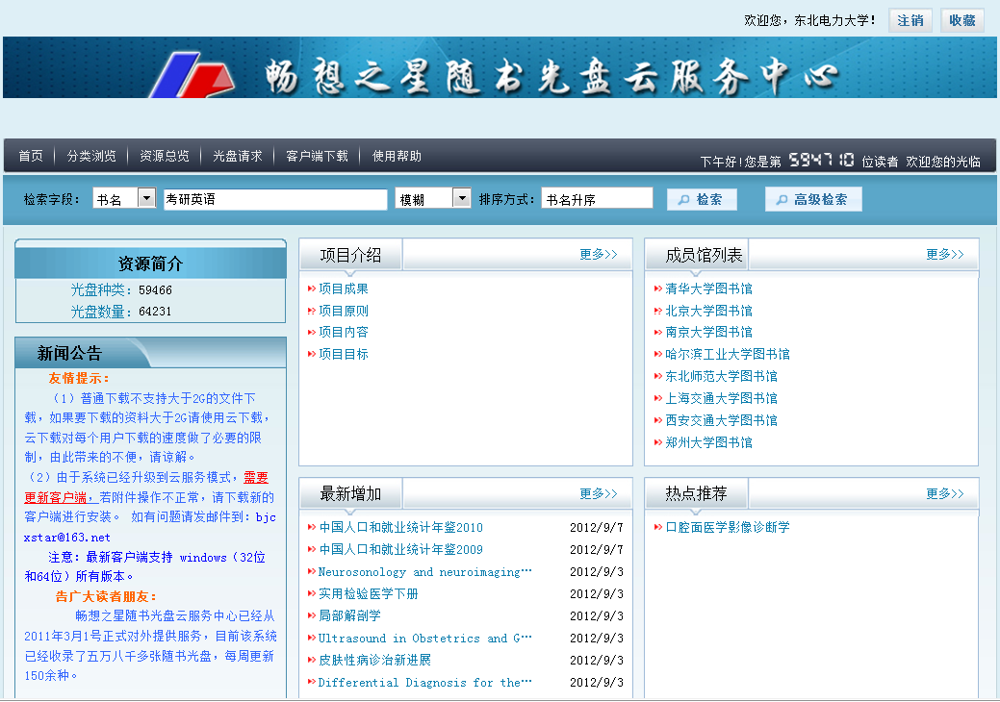 欢迎您，东北电力大学！ 注销 收藏
畅想之星随书光盘云服务中心
首页 分类浏览 资源总览 光盘请求 客户端下载 使用帮助
下午好!您是第 594710 位读者 欢迎您的光临
检索字段： 书名 考研英语 模糊 排序方式： 书名升序 检索 高级检索
资源简介
光盘种类：59466
光盘数量：64231
新闻公告
友情提示：
（1）普通下载不支持大于2G的文件下
载，如果要下载的资料大于2G请使用云下载，
云下载对每个用户下载的速度做了必要的限
制，由此带来的不便，请谅解。
（2）由于系统已经升级到云服务模式，需要
更新客户端，若附件操作不正常，请下载新的
客户端进行安装。 如有问题请发邮件到：bjc
xstar@163.net
注意：最新客户端支持 windows（32位
和64位）所有版本。
告广大读者朋友：
畅想之星随书光盘云服务中心已经从
2011年3月1号正式对外提供服务，目前该系统
已经收录了五万八千多张随书光盘，每周更新
150余种。
项目介绍 更多>>
项目成果
项目原则
项目内容
项目目标
成员馆列表 更多>>
清华大学图书馆
北京大学图书馆
南京大学图书馆
哈尔滨工业大学图书馆
东北师范大学图书馆
上海交通大学图书馆
西安交通大学图书馆
郑州大学图书馆
最新增加 更多>>
中国人口和就业统计年鉴2010 2012/9/7
中国人口和就业统计年鉴2009 2012/9/7
Neurosonology and neuroimaging… 2012/9/3
实用检验医学下册 2012/9/3
局部解剖学 2012/9/3
Ultrasound in Obstetrics and G… 2012/9/3
皮肤性病诊治新进展 2012/9/3
Differential Diagnosis for the… 2012/9/3
热点推荐 更多>>
口腔面医学影像诊断学